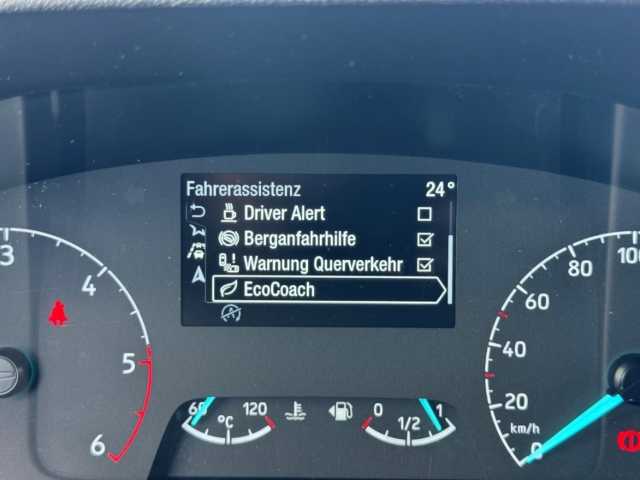 Fahrerassistenz 24°
Driver Alert
Berganfahrhilfe
Warnung Querverkehr
EcoCoach
3
4
5
6
60 °C 120
0 1/2 1
0
20
40
60
80
100
km/h